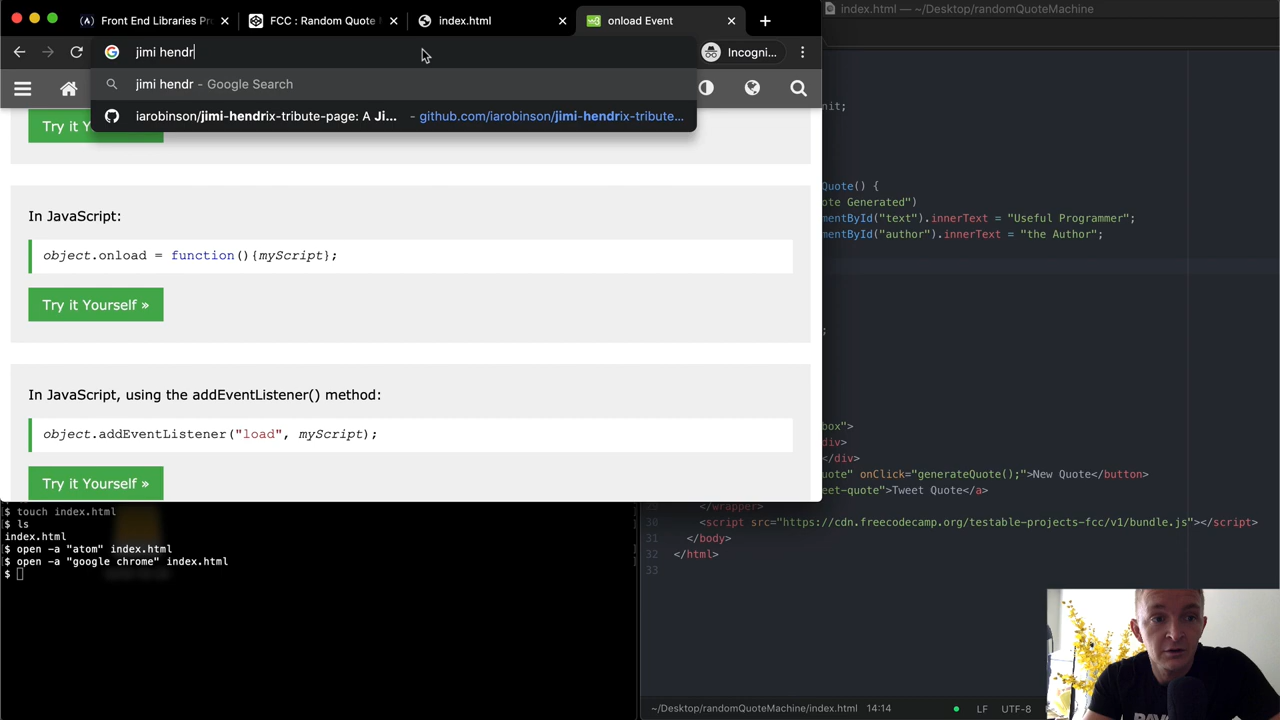 Front End Libraries Pr
FCC : Random Quote
index.html
onload Event
jimi hendr
Incogni...
jimi hendr - Google Search
iarobinson/jimi-hendrix-tribute-page: A Ji... - github.com/iarobinson/jimi-hendrix-tribute...
Try it Y
In JavaScript:
object.onload = function(){myScript};
Try it Yourself »
In JavaScript, using the addEventListener() method:
object.addEventListener("load", myScript);
Try it Yourself »
$ touch index.html
$ ls
index.html
$ open -a "atom" index.html
$ open -a "google chrome" index.html
$
index.html — ~/Desktop/randomQuoteMachine
nit;
Quote() {
ote Generated")
mentById("text").innerText = "Useful Programmer";
mentById("author").innerText = "the Author";
;
box">
div>
</div>
quote" onClick="generateQuote();">New Quote</button>
eet-quote">Tweet Quote</a>
29 </wrapper>
30 <script src="https://cdn.freecodecamp.org/testable-projects-fcc/v1/bundle.js"></script>
31 </body>
32 </html>
33
~/Desktop/randomQuoteMachine/index.html 14:14
LF UTF-8